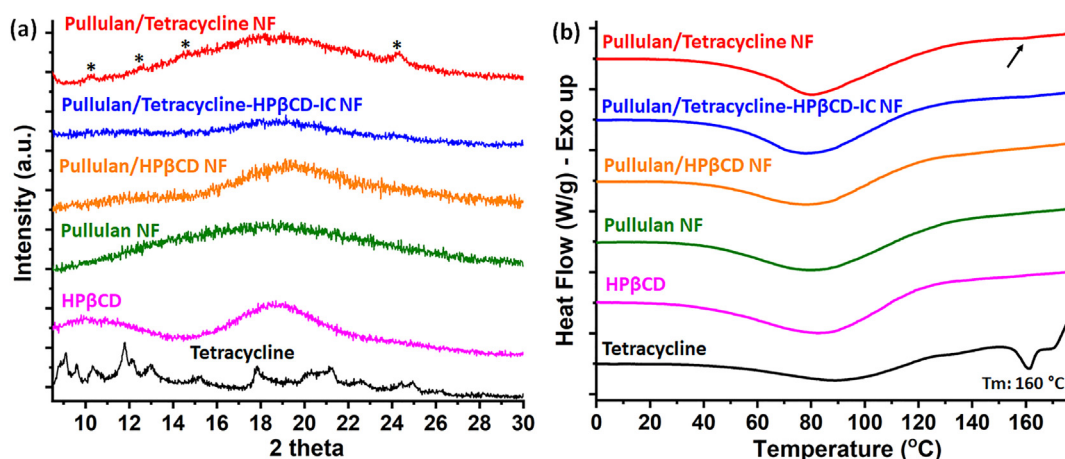 (a)
Intensity (a.u.)
Pullulan/Tetracycline NF
* * * *
Pullulan/Tetracycline-HPβCD-IC NF
Pullulan/HPβCD NF
Pullulan NF
HPβCD
Tetracycline
10 12 14 16 18 20 22 24 26 28 30
2 theta
(b)
Heat Flow (W/g) - Exo up
Pullulan/Tetracycline NF
Pullulan/Tetracycline-HPβCD-IC NF
Pullulan/HPβCD NF
Pullulan NF
HPβCD
Tetracycline
Tm: 160 °C
0 20 40 60 80 100 120 140 160
Temperature (°C)